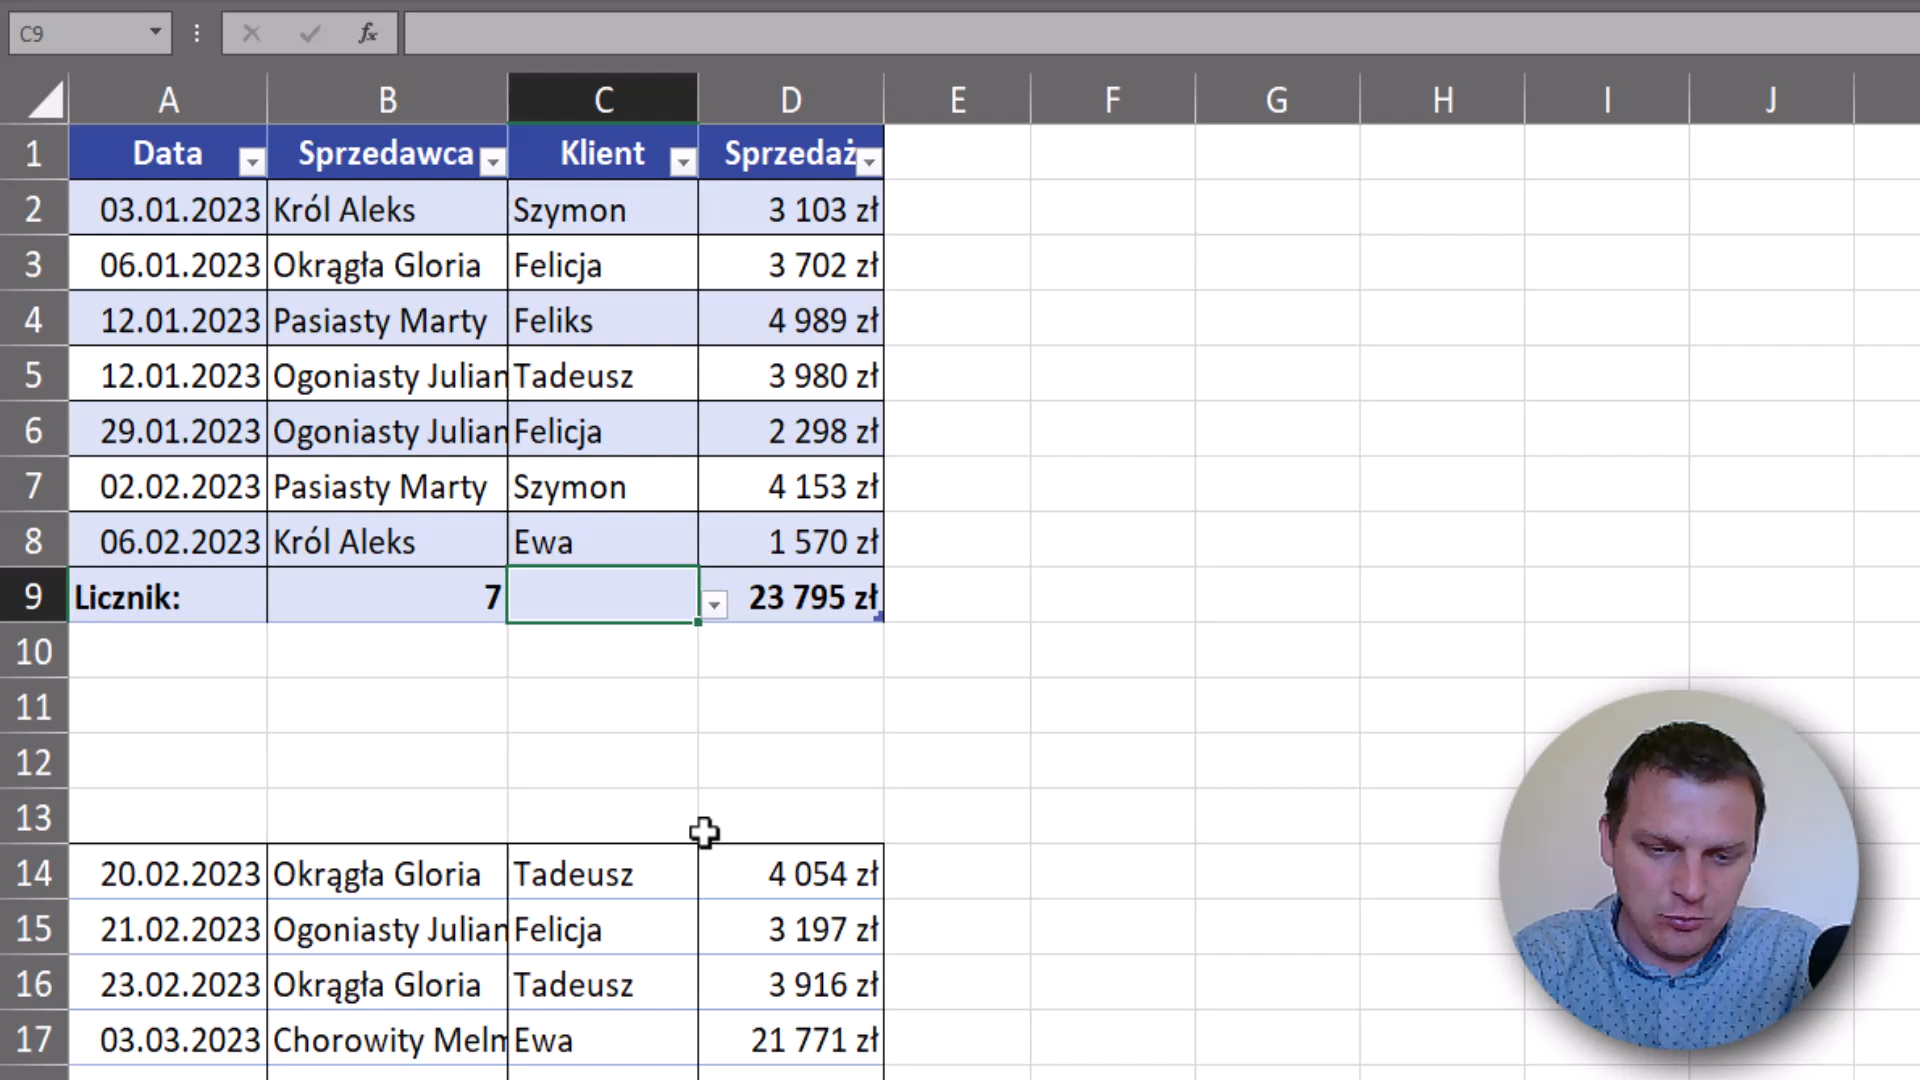 C9 fx
A B C D E F G H I J
1 Data Sprzedawca Klient Sprzedaż
2 03.01.2023 Król Aleks Szymon 3 103 zł
3 06.01.2023 Okrągła Gloria Felicja 3 702 zł
4 12.01.2023 Pasiasty Marty Feliks 4 989 zł
5 12.01.2023 Ogoniasty Julian Tadeusz 3 980 zł
6 29.01.2023 Ogoniasty Julian Felicja 2 298 zł
7 02.02.2023 Pasiasty Marty Szymon 4 153 zł
8 06.02.2023 Król Aleks Ewa 1 570 zł
9 Licznik: 7 23 795 zł
10
11
12
13
14 20.02.2023 Okrągła Gloria Tadeusz 4 054 zł
15 21.02.2023 Ogoniasty Julian Felicja 3 197 zł
16 23.02.2023 Okrągła Gloria Tadeusz 3 916 zł
17 03.03.2023 Chorowity Melm Ewa 21 771 zł